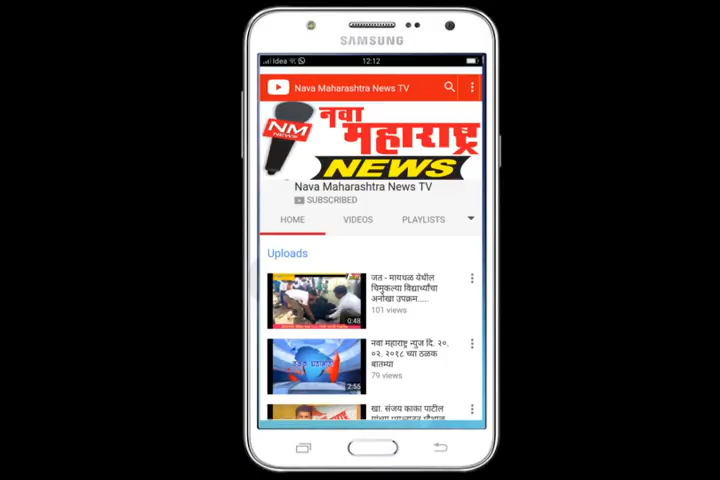 SAMSUNG
Idea
12:12
Nava Maharashtra News TV
नवा
महाराष्ट्र
NM
NEWS
NEWS
Nava Maharashtra News TV
SUBSCRIBED
HOME VIDEOS PLAYLISTS
Uploads
जत - मायथळ येथील
चिमुकल्या विद्यार्थ्यांचा
अनोखा उपक्रम.....
101 views
0:48
नवा महाराष्ट्र न्युज दि. २०.
०२. २०१८ च्या ठळक
बातम्या
79 views
2:55
खा. संजय काका पाटील